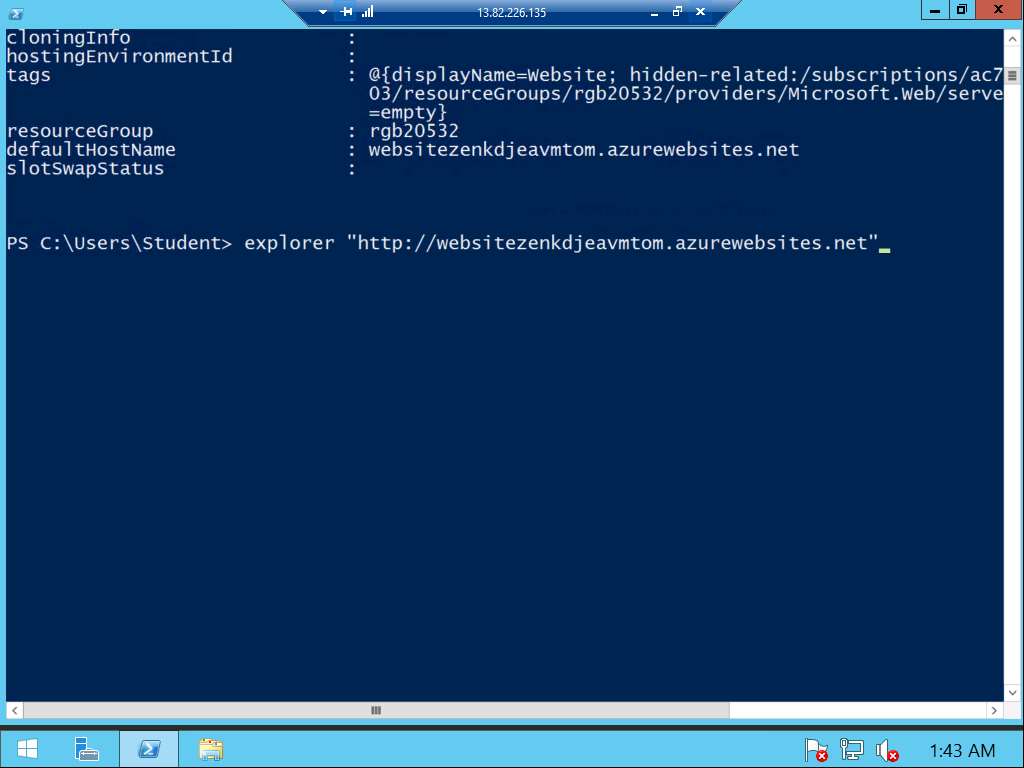 13.82.226.135
cloningInfo :
hostingEnvironmentId :
tags : @{displayName=Website; hidden-related:/subscriptions/ac7
03/resourceGroups/rgb20532/providers/Microsoft.Web/serve
=empty}
resourceGroup : rgb20532
defaultHostName : websitezenkdjeavmtom.azurewebsites.net
slotSwapStatus :
PS C:\Users\Student> explorer "http://websitezenkdjeavmtom.azurewebsites.net"
1:43 AM